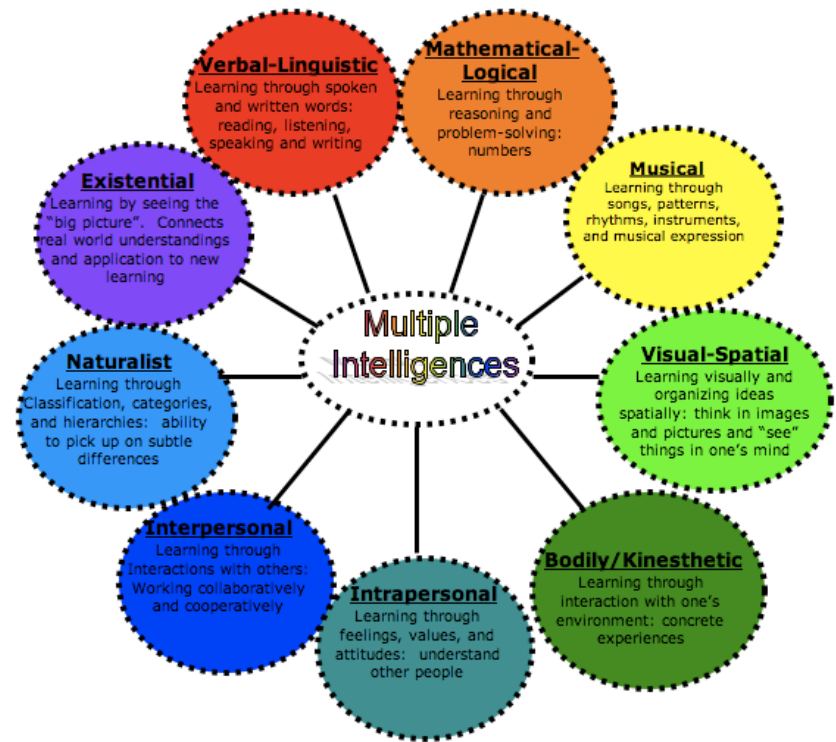 Verbal-Linguistic
Learning through spoken
and written words:
reading, listening,
speaking and writing
Mathematical-
Logical
Learning through
reasoning and
problem-solving:
numbers
Musical
Learning through
songs, patterns,
rhythms, instruments,
and musical expression
Visual-Spatial
Learning visually and
organizing ideas
spatially: think in images
and pictures and “see”
things in one’s mind
Bodily/Kinesthetic
Learning through
interaction with one’s
environment: concrete
experiences
Intrapersonal
Learning through
feelings, values, and
attitudes: understand
other people
Interpersonal
Learning through
Interactions with others:
Working collaboratively
and cooperatively
Naturalist
Learning through
Classification, categories,
and hierarchies: ability
to pick up on subtle
differences
Existential
Learning by seeing the
“big picture”. Connects
real world understandings
and application to new
learning
Multiple
Intelligences